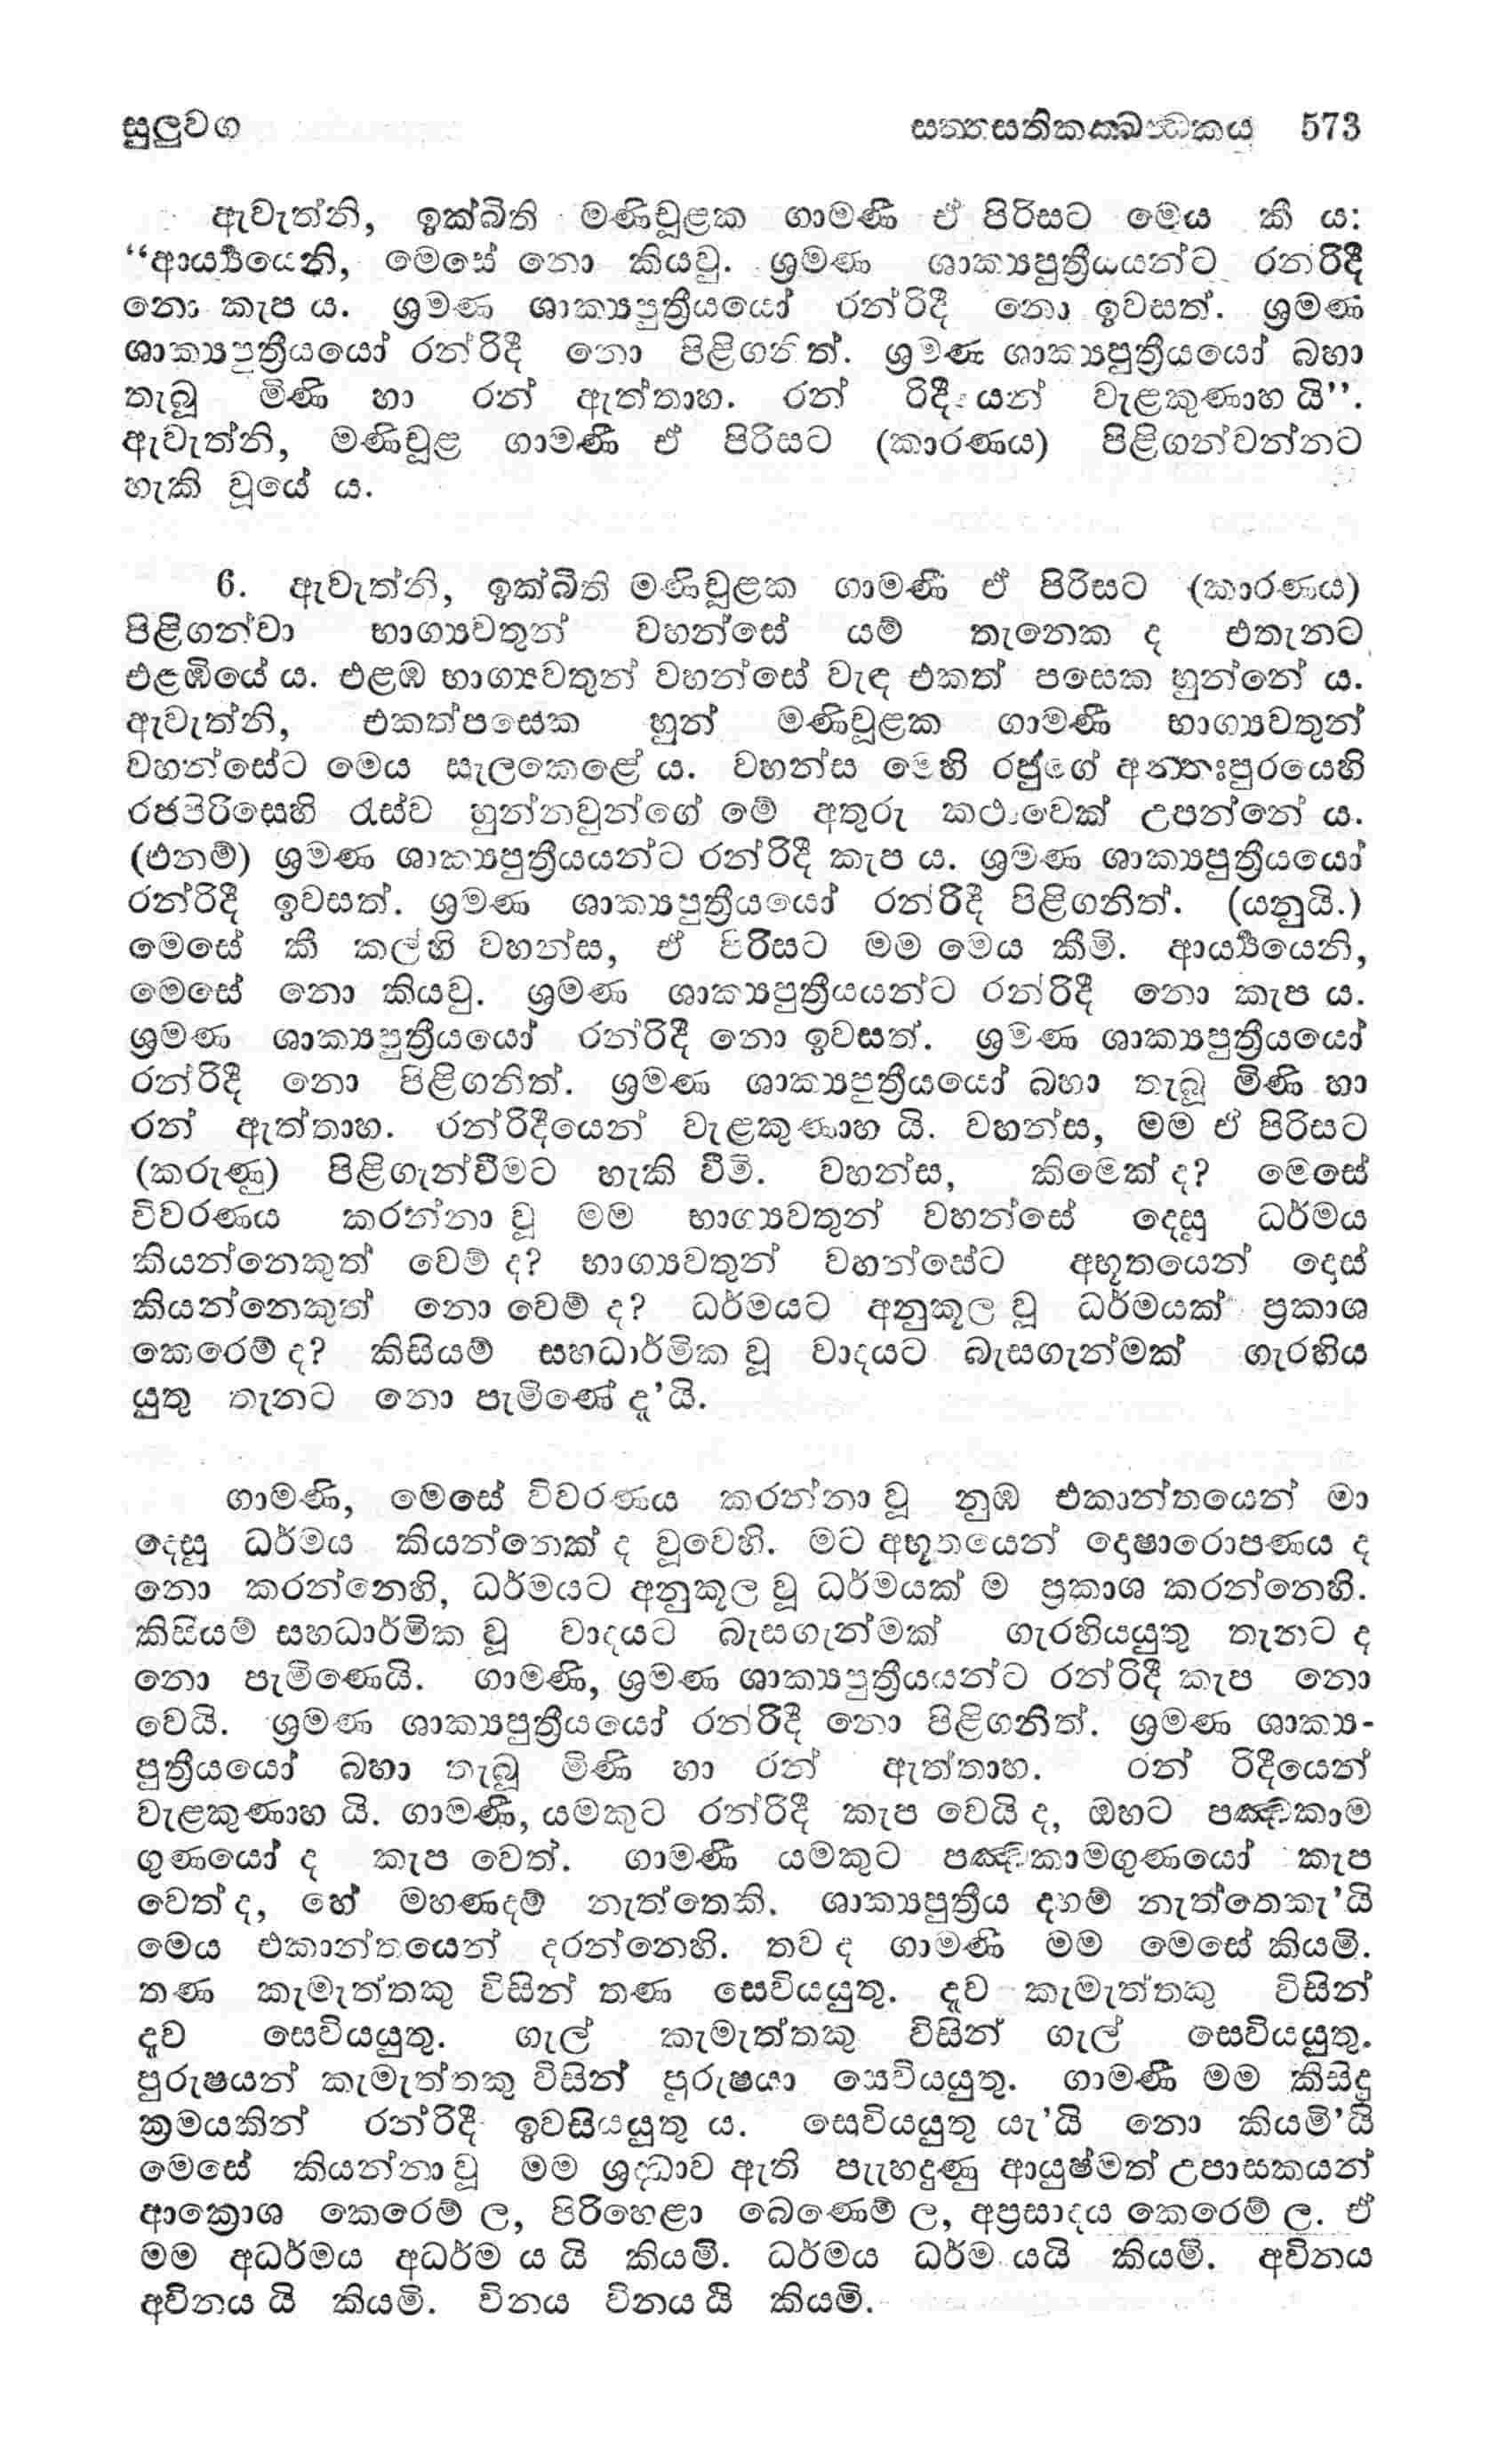 සුලුවග සත්තසතිකක්ඛන්ධකය 573
ඇවැත්නි, ඉක්බිති මණිචූළක ගාමණී ඒ පිරිසට මෙය කී ය:
“ආර්‍ය්‍යයෙනි, මෙසේ නො කියවු. ශ්‍රමණ ශාක්‍යපුත්‍රීයයන්ට රන්රිදී
නො කැප ය. ශ්‍රමණ ශාක්‍යපුත්‍රීයයෝ රන්රිදී නො ඉවසත්. ශ්‍රමණ
ශාක්‍යපුත්‍රීයයෝ රන්රිදී නො පිළිගනිත්. ශ්‍රමණ ශාක්‍යපුත්‍රීයයෝ බහා
තැබූ මිණි හා රන් ඇත්තාහ. රන් රිදී යන් වැළකුණාහ යි”.
ඇවැත්නි, මණිචූළ ගාමණී ඒ පිරිසට (කාරණය) පිළිගන්වන්නට
හැකි වූයේ ය.
6. ඇවැත්නි, ඉක්බිති මණිචූළක ගාමණී ඒ පිරිසට (කාරණය)
පිළිගන්වා භාග්‍යවතුන් වහන්සේ යම් තැනෙක ද එතැනට
එළඹියේ ය. එළඹ භාග්‍යවතුන් වහන්සේ වැඳ එකත් පසෙක හුන්නේ ය.
ඇවැත්නි, එකත්පසෙක හුන් මණිචූළක ගාමණී භාග්‍යවතුන්
වහන්සේට මෙය සැලකෙළේ ය. වහන්ස මෙහි රජුගේ අන්තඃපුරයෙහි
රජපිරිසෙහි රැස්ව හුන්නවුන්ගේ මේ අතුරු කථාවෙක් උපන්නේ ය.
(එනම්) ශ්‍රමණ ශාක්‍යපුත්‍රීයයන්ට රන්රිදී කැප ය. ශ්‍රමණ ශාක්‍යපුත්‍රීයයෝ
රන්රිදී ඉවසත්. ශ්‍රමණ ශාක්‍යපුත්‍රීයයෝ රන්රිදී පිළිගනිත්. (යනුයි.)
මෙසේ කී කල්හි වහන්ස, ඒ පිරිසට මම මෙය කීමි. ආර්‍ය්‍යයෙනි,
මෙසේ නො කියවු. ශ්‍රමණ ශාක්‍යපුත්‍රීයයන්ට රන්රිදී නො කැප ය.
ශ්‍රමණ ශාක්‍යපුත්‍රීයයෝ රන්රිදී නො ඉවසත්. ශ්‍රමණ ශාක්‍යපුත්‍රීයයෝ
රන්රිදී නො පිළිගනිත්. ශ්‍රමණ ශාක්‍යපුත්‍රීයයෝ බහා තැබූ මිණි හා
රන් ඇත්තාහ. රන්රිදියෙන් වැළකුණාහ යි. වහන්ස, මම ඒ පිරිසට
(කරුණු) පිළිගැන්වීමට හැකි වීමි. වහන්ස, කිමෙක් ද? මෙසේ
විවරණය කරන්නා වූ මම භාග්‍යවතුන් වහන්සේ දෙසූ ධර්මය
කියන්නෙකුත් වෙම් ද? භාග්‍යවතුන් වහන්සේට අභූතයෙන් දොස්
කියන්නෙකුත් නො වෙම් ද? ධර්මයට අනුකූල වූ ධර්මයක් ප්‍රකාශ
කෙරෙම් ද? කිසියම් සහධාර්මික වූ වාදයට බැසගැන්මක් ගැරහිය
යුතු තැනට නො පැමිණේ දැ’යි.
ගාමණි, මෙසේ විවරණය කරන්නා වූ නුඹ එකාන්තයෙන් මා
දෙසූ ධර්මය කියන්නෙක් ද වූවෙහි. මට අභූතයෙන් දොෂාරොපණය ද
නො කරන්නෙහි, ධර්මයට අනුකූල වූ ධර්මයක් ම ප්‍රකාශ කරන්නෙහි.
කිසියම් සහධාර්මික වූ වාදයට බැසගැන්මක් ගැරහියයුතු තැනට ද
නො පැමිණෙයි. ගාමණි, ශ්‍රමණ ශාක්‍යපුත්‍රීයයන්ට රන්රිදී කැප නො
වෙයි. ශ්‍රමණ ශාක්‍යපුත්‍රීයයෝ රන්රිදී නො පිළිගනිත්. ශ්‍රමණ ශාක්‍ය-
පුත්‍රීයයෝ බහා තැබූ මිණි හා රන් ඇත්තාහ. රන් රිදීයෙන්
වැළකුණාහ යි. ගාමණී, යමකුට රන්රිදී කැප වෙයි ද, ඔහට පඤ්චකාම
ගුණයෝ ද කැප වෙත්. ගාමණී යමකුට පඤ්චකාමගුණයෝ කැප
වෙත් ද, හේ මහණදම් නැත්තෙකි. ශාක්‍යපුත්‍රීය දහම් නැත්තෙකැ’යි
මෙය එකාන්තයෙන් දරන්නෙහි. තව ද ගාමණී මම මෙසේ කියමි.
තණ කැමැත්තකු විසින් තණ සෙවියයුතු. දැව කැමැත්තකු විසින්
දැව සෙවියයුතු. ගැල් කැමැත්තකු විසින් ගැල් සෙවියයුතු.
පුරුෂයන් කැමැත්තකු විසින් පුරුෂයා සෙවියයුතු. ගාමණී මම කිසිදු
ක්‍රමයකින් රන්රිදී ඉවසියයුතු ය. සෙවියයුතු යැ’යි නො කියමි’යි
මෙසේ කියන්නා වූ මම ශ්‍රද්ධාව ඇති පැහැදුණු ආයුෂ්මත් උපාසකයන්
ආක්‍රොශ කෙරෙම් ල, පිරිහෙළා බෙණෙම් ල, අප්‍රසාදය කෙරෙම් ල. ඒ
මම අධර්මය අධර්ම ය යි කියමි. ධර්මය ධර්ම යයි කියමි. අවිනය
අවිනය යි කියමි. විනය විනය යි කියමි.